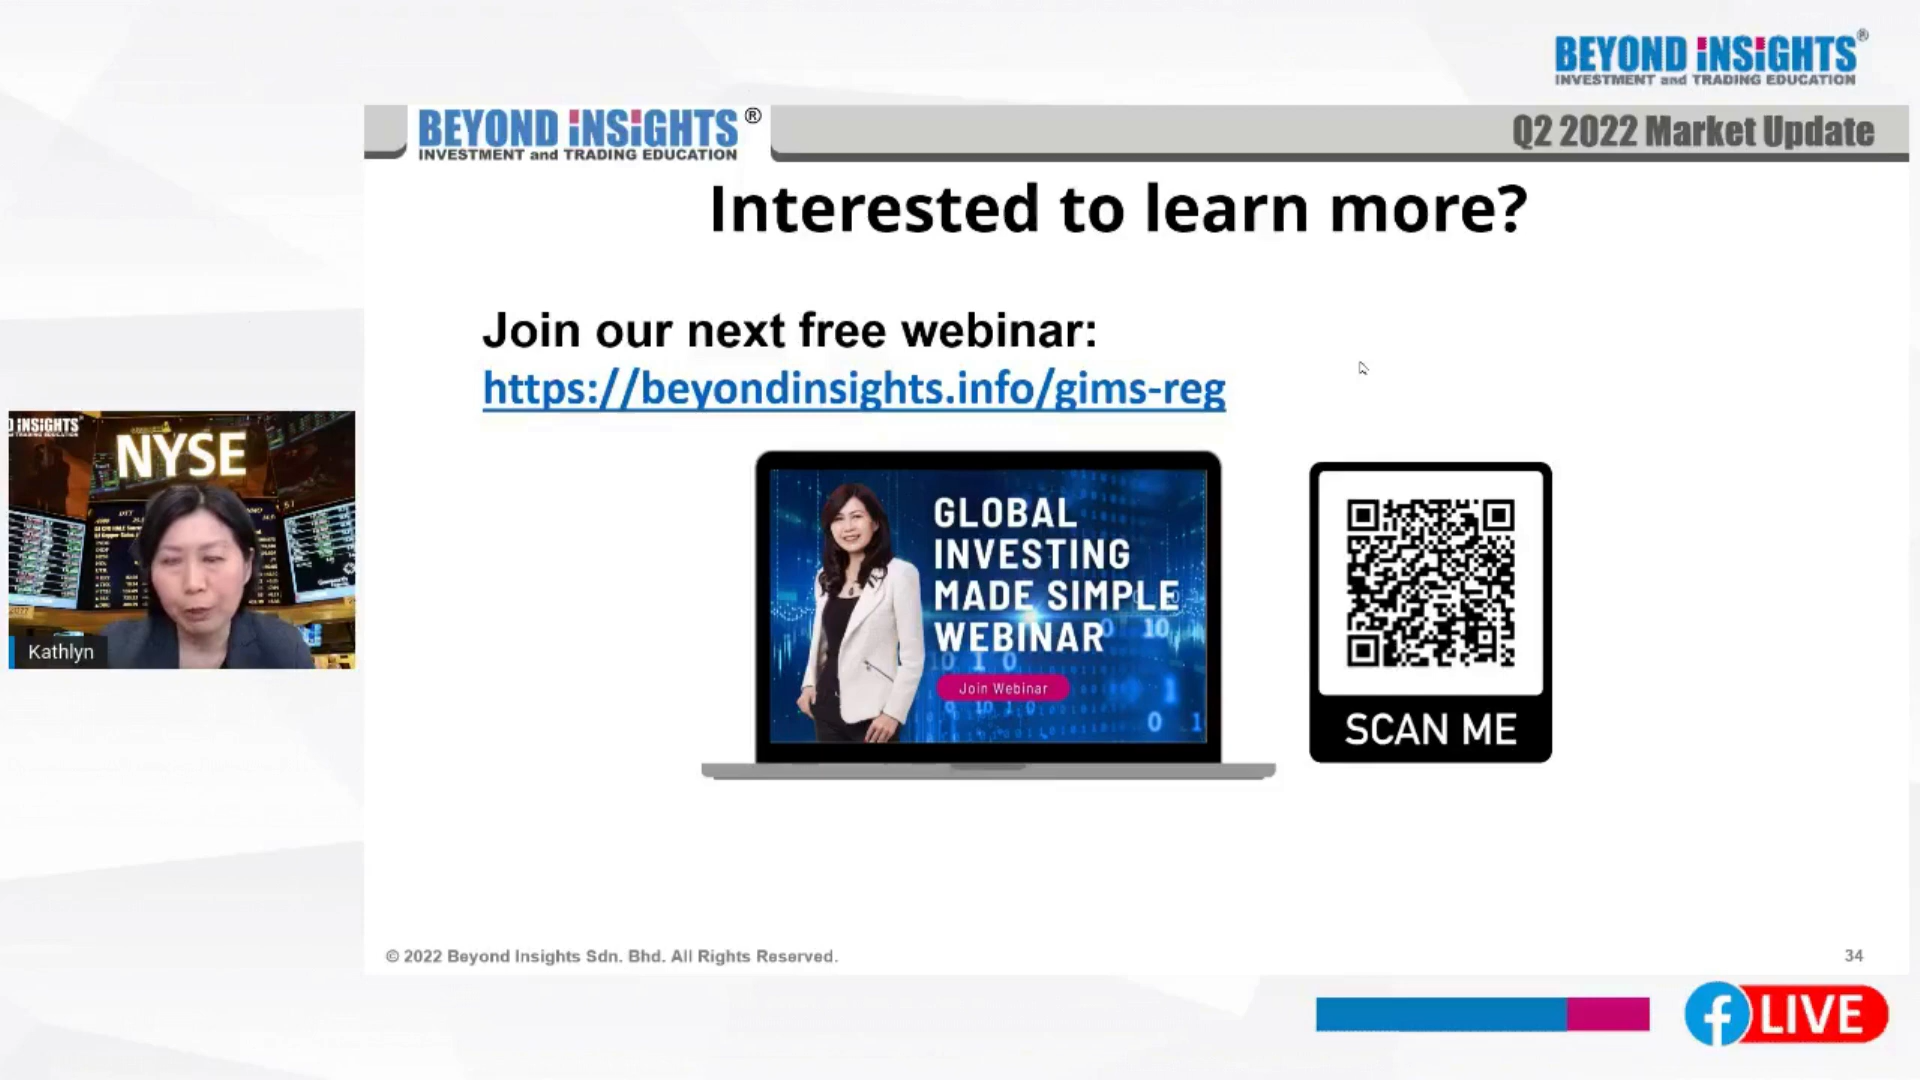 BEYOND iNSiGHTS®
INVESTMENT and TRADING EDUCATION
BEYOND iNSiGHTS®
INVESTMENT and TRADING EDUCATION
Q2 2022 Market Update
Interested to learn more?
Join our next free webinar:
https://beyondinsights.info/gims-reg
iNSiGHTS
NYSE
Kathlyn
GLOBAL
INVESTING
MADE SIMPLE
WEBINAR
Join Webinar
SCAN ME
© 2022 Beyond Insights Sdn. Bhd. All Rights Reserved.
34
LIVE